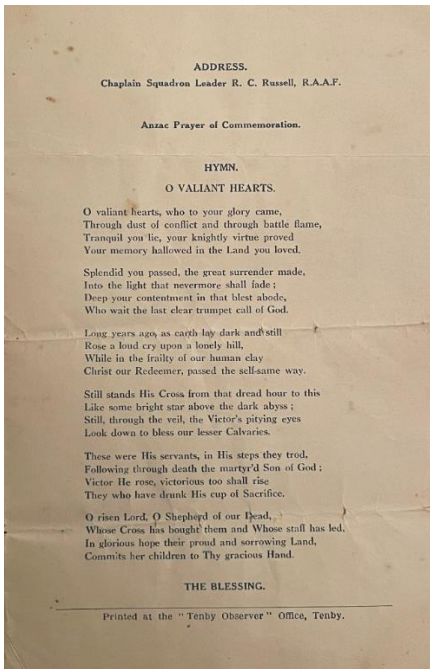 ADDRESS.
Chaplain Squadron Leader R. C. Russell, R.A.A.F.
Anzac Prayer of Commemoration.
HYMN.
O VALIANT HEARTS.
O valiant hearts, who to your glory came,
Through dust of conflict and through battle flame,
Tranquil you lie, your knightly virtue proved
Your memory hallowed in the Land you loved.
Splendid you passed, the great surrender made,
Into the light that nevermore shall fade ;
Deep your contentment in that blest abode,
Who wait the last clear trumpet call of God.
Long years ago, as earth lay dark and still
Rose a loud cry upon a lonely hill,
While in the frailty of our human clay
Christ our Redeemer, passed the self-same way.
Still stands His Cross from that dread hour to this
Like some bright star above the dark abyss ;
Still, through the veil, the Victor's pitying eyes
Look down to bless our lesser Calvaries.
These were His servants, in His steps they trod,
Following through death the martyr'd Son of God ;
Victor He rose, victorious too shall rise
They who have drunk His cup of Sacrifice.
O risen Lord, O Shepherd of our Dead,
Whose Cross has bought them and Whose staff has led.
In glorious hope their proud and sorrowing Land,
Commits her children to Thy gracious Hand.
THE BLESSING.
Printed at the "Tenby Observer" Office, Tenby.